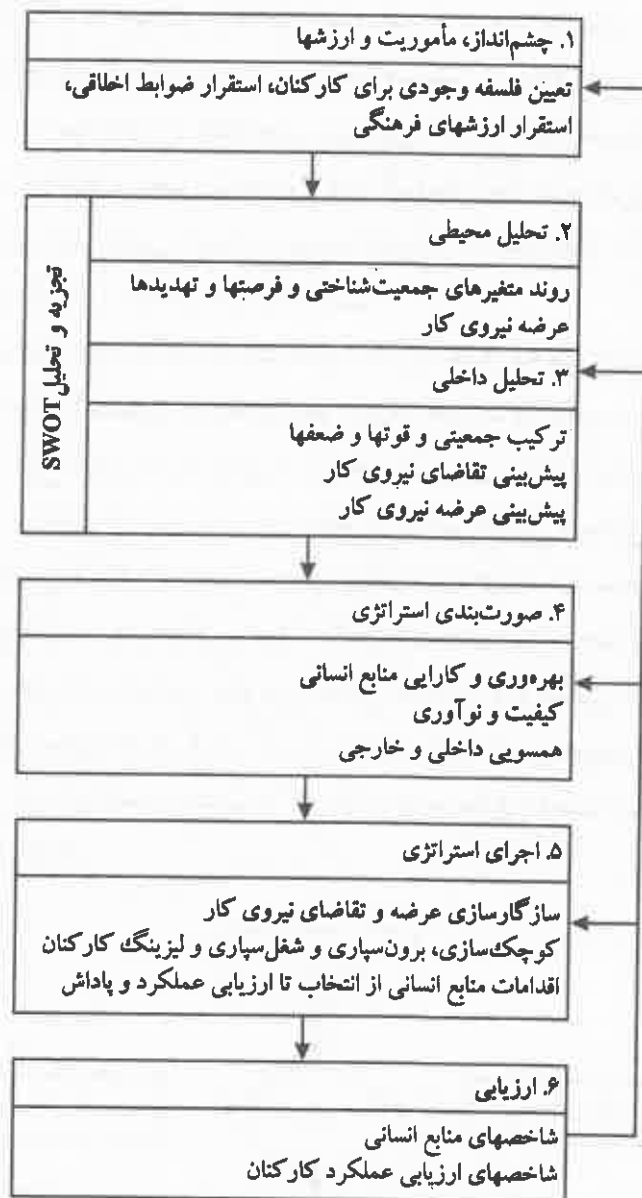 ۱. چشم‌انداز، مأموریت و ارزشها
تعیین فلسفه وجودی برای کارکنان، استقرار ضوابط اخلاقی،
استقرار ارزشهای فرهنگی
تجزیه و تحلیل SWOT
۲. تحلیل محیطی
روند متغیرهای جمعیت‌شناختی و فرصتها و تهدیدها
عرضه نیروی کار
۳. تحلیل داخلی
ترکیب جمعیتی و قوتها و ضعفها
پیش‌بینی تقاضای نیروی کار
پیش‌بینی عرضه نیروی کار
۴. صورت‌بندی استراتژی
بهره‌وری و کارایی منابع انسانی
کیفیت و نوآوری
همسویی داخلی و خارجی
۵. اجرای استراتژی
سازگارسازی عرضه و تقاضای نیروی کار
کوچک‌سازی، برون‌سپاری و شغل‌سپاری و لیزینگ کارکنان
اقدامات منابع انسانی از انتخاب تا ارزیابی عملکرد و پاداش
۶. ارزیابی
شاخصهای منابع انسانی
شاخصهای ارزیابی عملکرد کارکنان